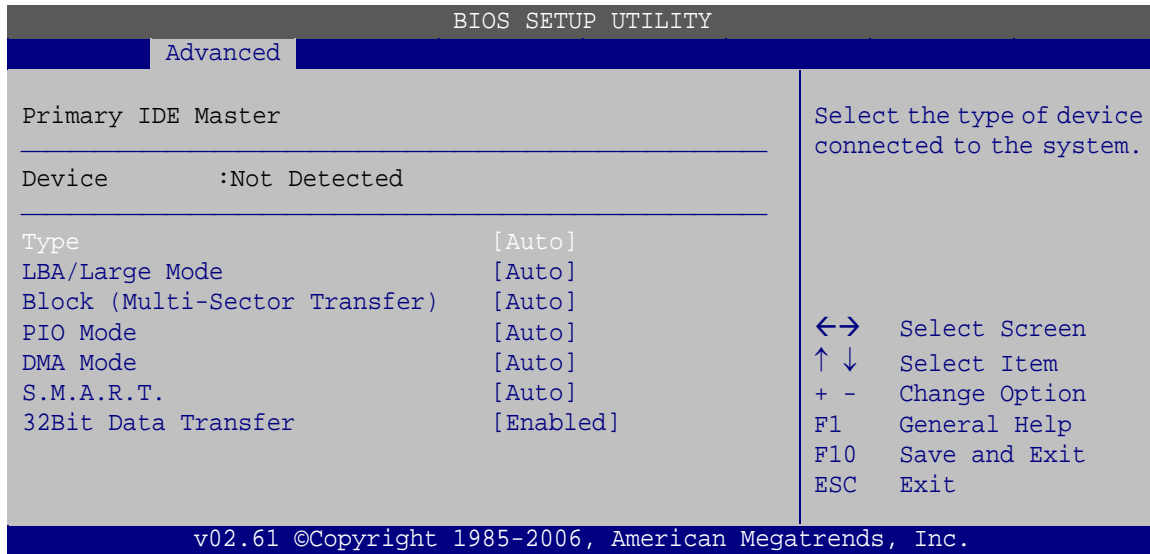 BIOS SETUP UTILITY
Advanced
Primary IDE Master
Device :Not Detected
Type [Auto]
LBA/Large Mode [Auto]
Block (Multi-Sector Transfer) [Auto]
PIO Mode [Auto]
DMA Mode [Auto]
S.M.A.R.T. [Auto]
32Bit Data Transfer [Enabled]
Select the type of device
connected to the system.
←→ Select Screen
↑ ↓ Select Item
+ - Change Option
F1 General Help
F10 Save and Exit
ESC Exit
v02.61 ©Copyright 1985-2006, American Megatrends, Inc.